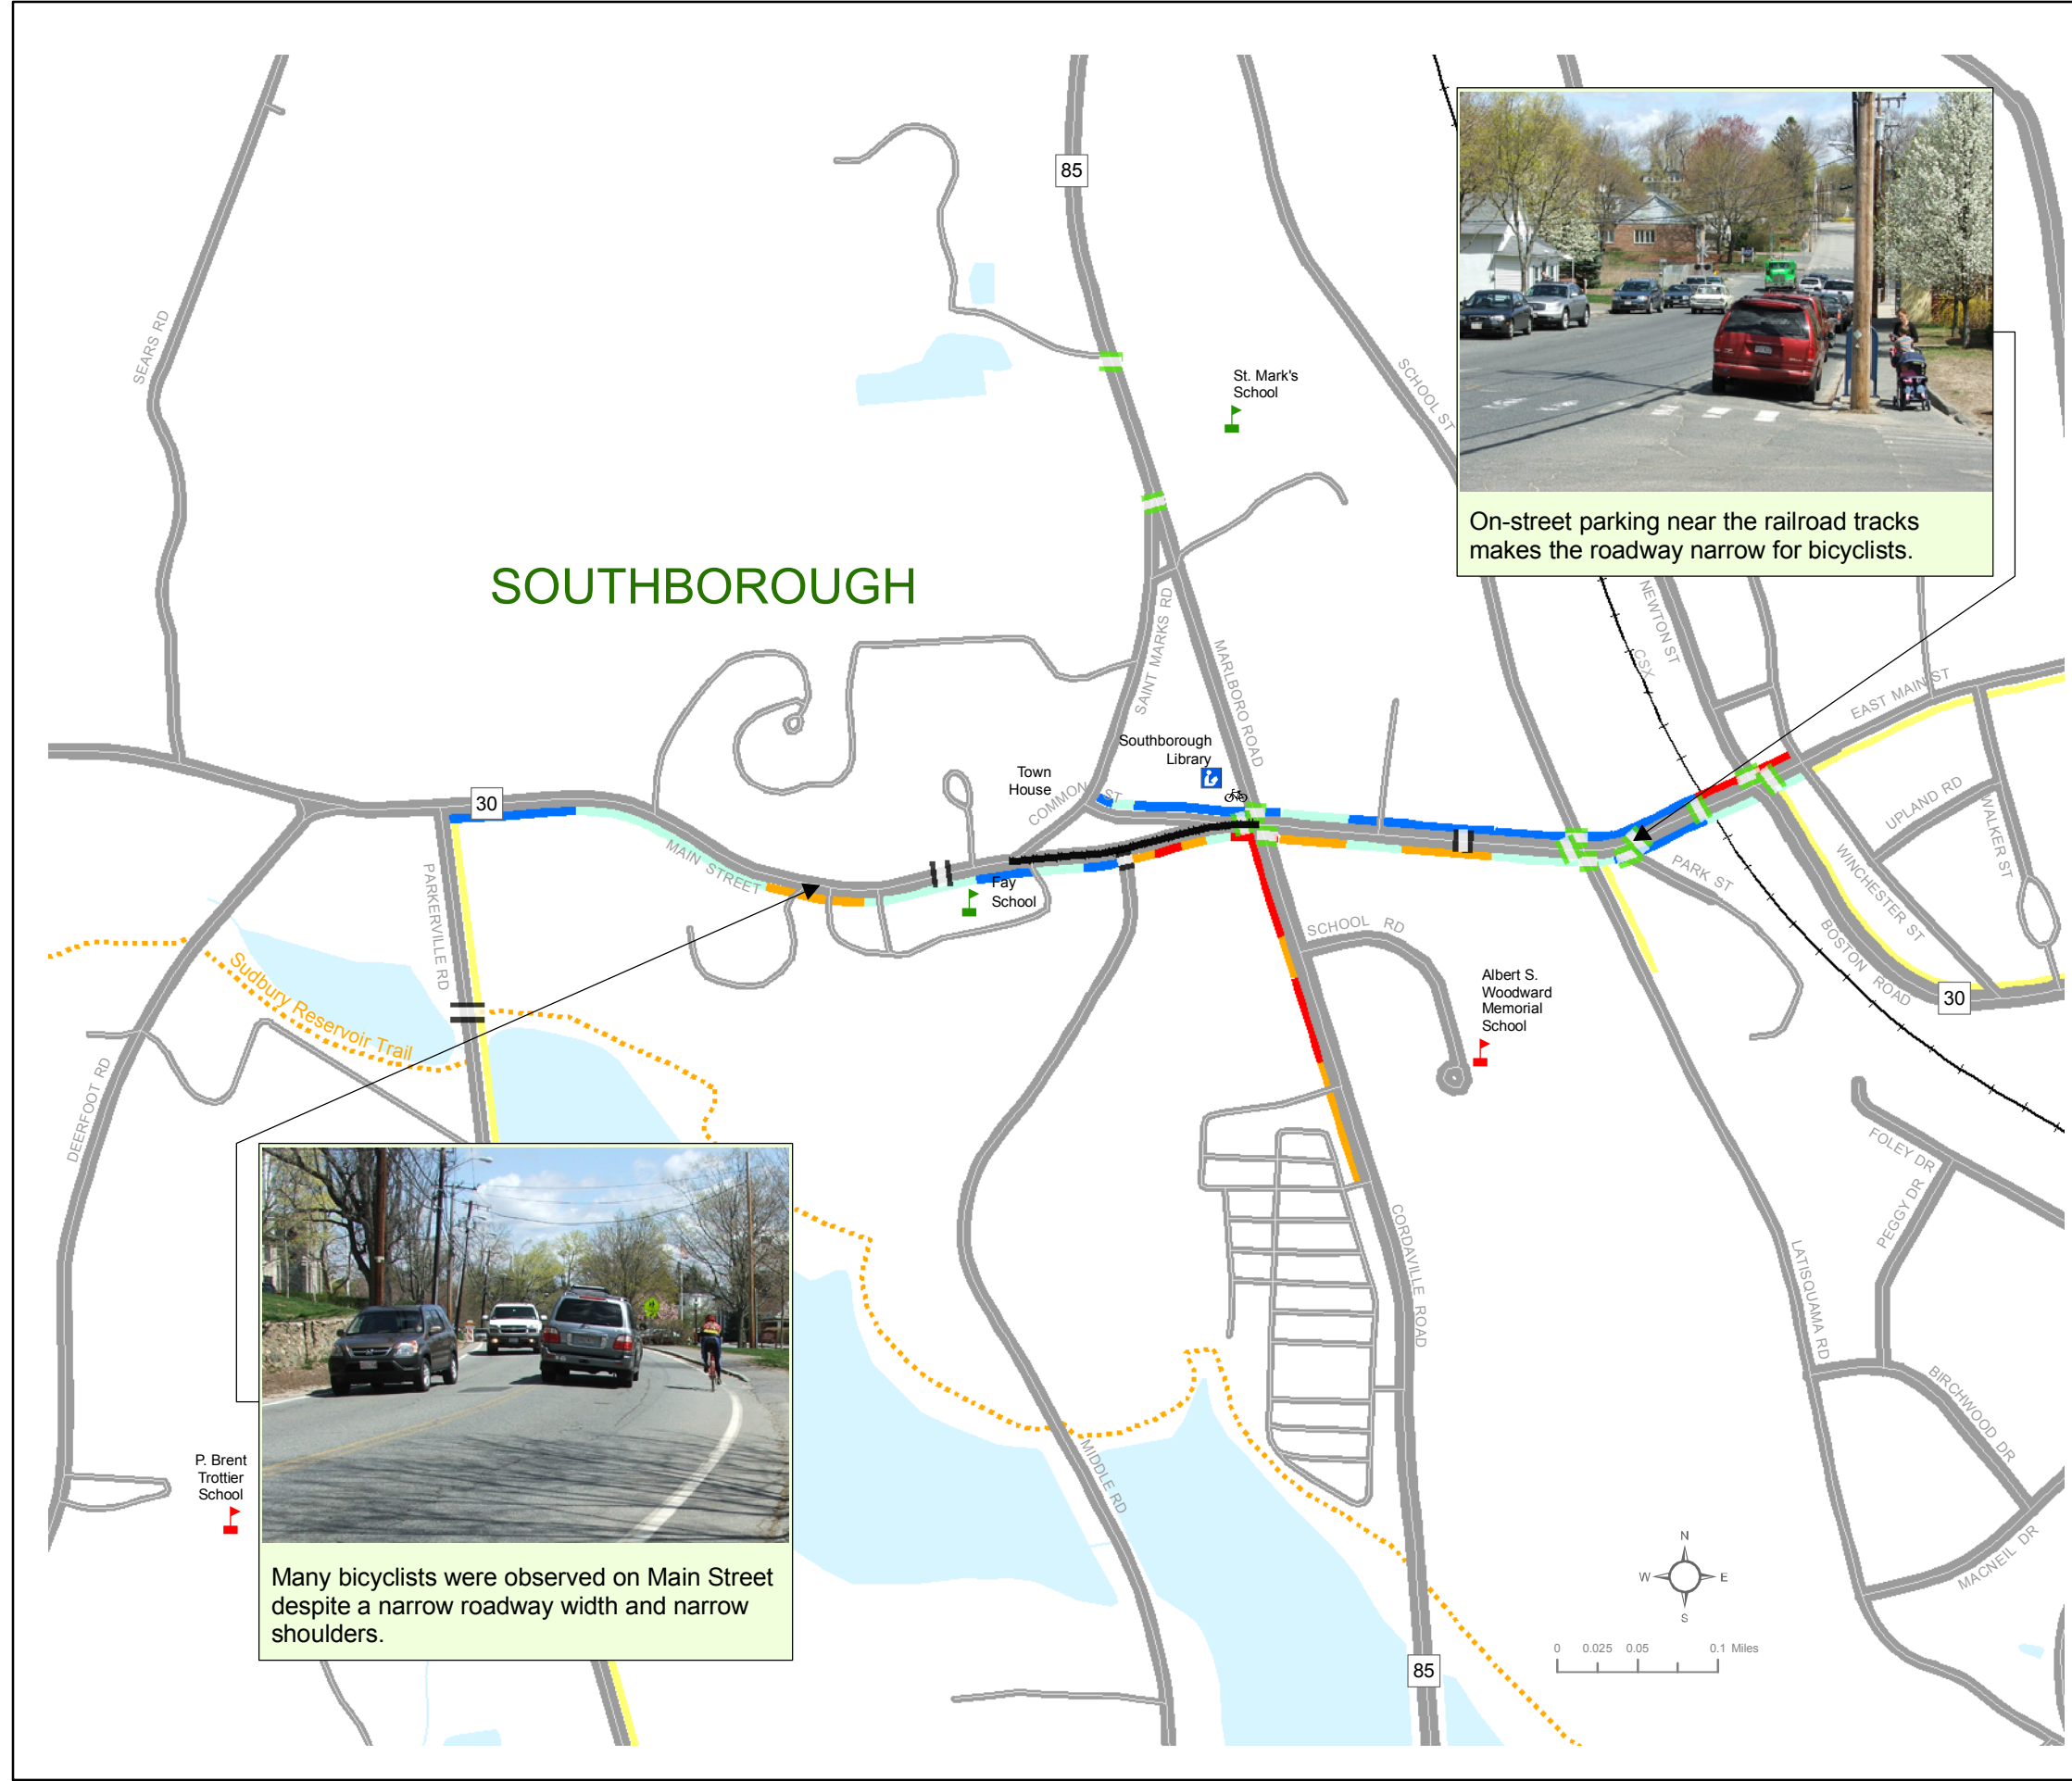 85
SEARS RD
St. Mark's
School
SCHOOL ST
On-street parking near the railroad tracks
makes the roadway narrow for bicyclists.
SOUTHBOROUGH
SAINT MARKS RD
MARLBORO ROAD
NEWTON ST
CSX
EAST MAIN ST
Southborough
Library
Town
House
COMMON ST
30
MAIN STREET
PARKERVILLE RD
Fay
School
PARK ST
UPLAND RD
WALKER ST
WINCHESTER ST
BOSTON ROAD
30
SCHOOL RD
Albert S.
Woodward
Memorial
School
Sudbury Reservoir Trail
DEERFOOT RD
FOLEY DR
PEGGY DR
CORDAVILLE ROAD
LATISQUAMA RD
BIRCHWOOD DR
MACNEIL DR
MIDDLE RD
P. Brent
Trottier
School
Many bicyclists were observed on Main Street
despite a narrow roadway width and narrow
shoulders.
N
W E
S
0 0.025 0.05 0.1 Miles
85